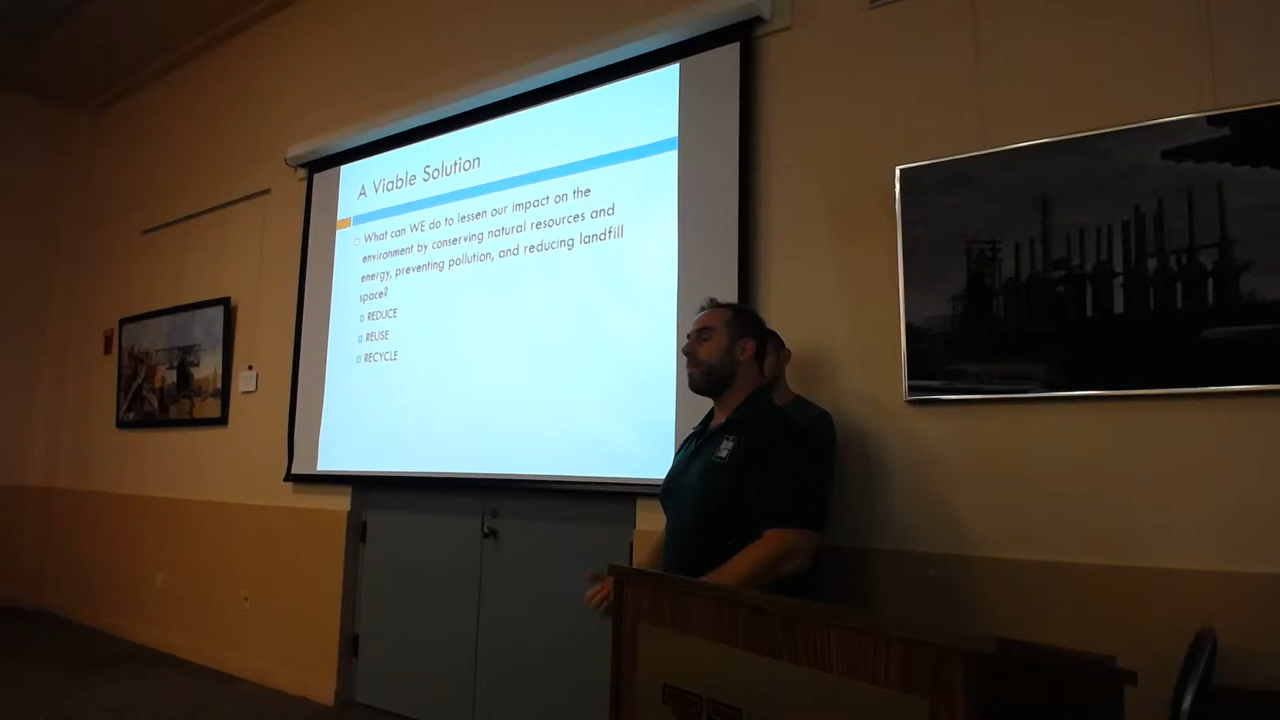 A Viable Solution
What can WE do to lessen our impact on the
environment by conserving natural resources and
energy, preventing pollution, and reducing landfill
space?
REDUCE
REUSE
RECYCLE